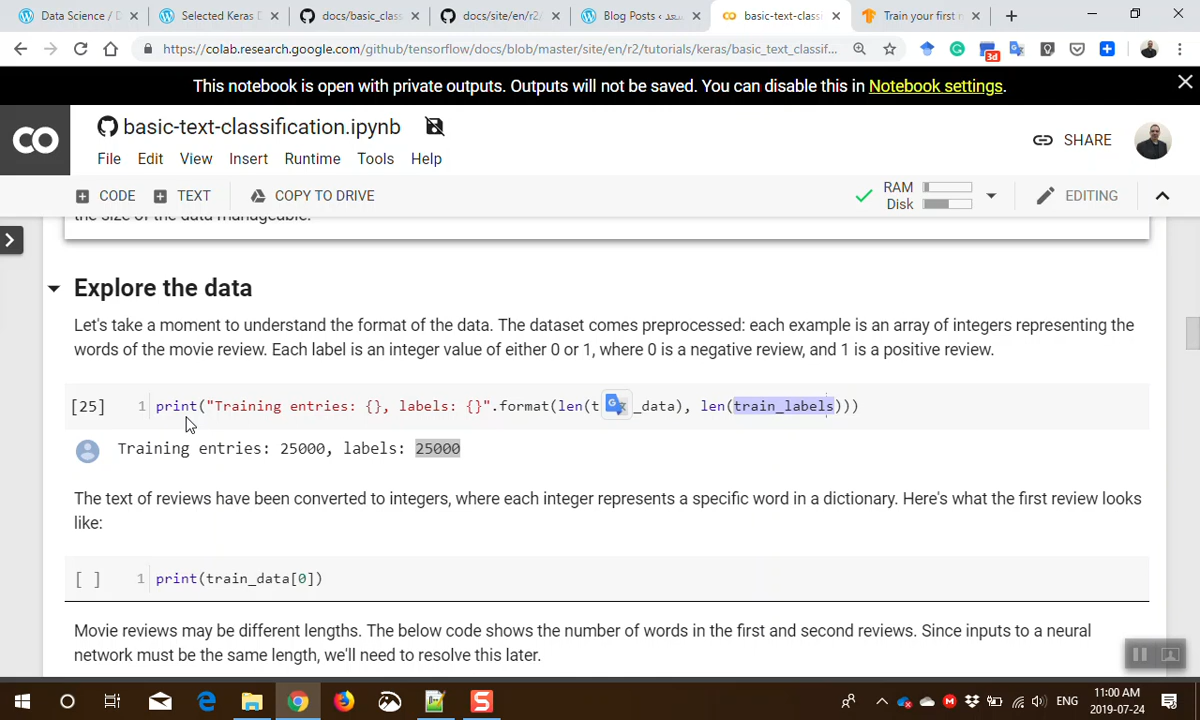 Data Science / D
Selected Keras D
docs/basic_class
docs/site/en/r2/
Blog Posts
basic-text-class
Train your first n
https://colab.research.google.com/github/tensorflow/docs/blob/master/site/en/r2/tutorials/keras/basic_text_classif...
3d
This notebook is open with private outputs. Outputs will not be saved. You can disable this in Notebook settings.
CO
basic-text-classification.ipynb
SHARE
File Edit View Insert Runtime Tools Help
CODE TEXT COPY TO DRIVE
RAM
Disk
EDITING
the size of the data manageable.
Explore the data
Let's take a moment to understand the format of the data. The dataset comes preprocessed: each example is an array of integers representing the
words of the movie review. Each label is an integer value of either 0 or 1, where 0 is a negative review, and 1 is a positive review.
[25] 1 print("Training entries: {}, labels: {}".format(len(t _data), len(train_labels)))
Training entries: 25000, labels: 25000
The text of reviews have been converted to integers, where each integer represents a specific word in a dictionary. Here's what the first review looks
like:
[ ] 1 print(train_data[0])
Movie reviews may be different lengths. The below code shows the number of words in the first and second reviews. Since inputs to a neural
network must be the same length, we'll need to resolve this later.
ENG
11:00 AM
2019-07-24